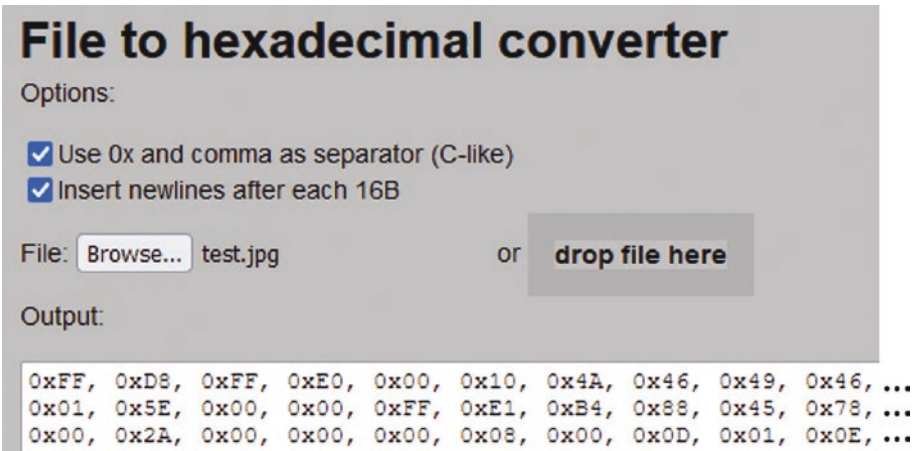 File to hexadecimal converter
Options:
Use 0x and comma as separator (C-like)
Insert newlines after each 16B
File: Browse... test.jpg or drop file here
Output:
0xFF, 0xD8, 0xFF, 0xE0, 0x00, 0x10, 0x4A, 0x46, 0x49, 0x46, ...
0x01, 0x5E, 0x00, 0x00, 0xFF, 0xE1, 0xB4, 0x88, 0x45, 0x78, ...
0x00, 0x2A, 0x00, 0x00, 0x00, 0x08, 0x00, 0x0D, 0x01, 0x0E, ...